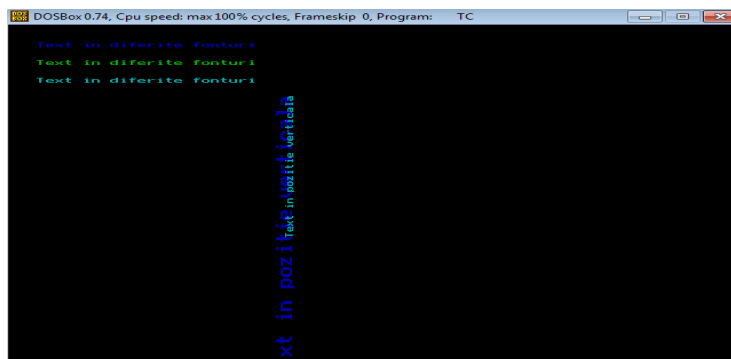 DOSBox 0.74, Cpu speed: max 100% cycles, Frameskip 0, Program: TC
Text in diferite fonturi
Text in diferite fonturi
Text in diferite fonturi
Text in pozitie verticala
xt in pozitie verticala